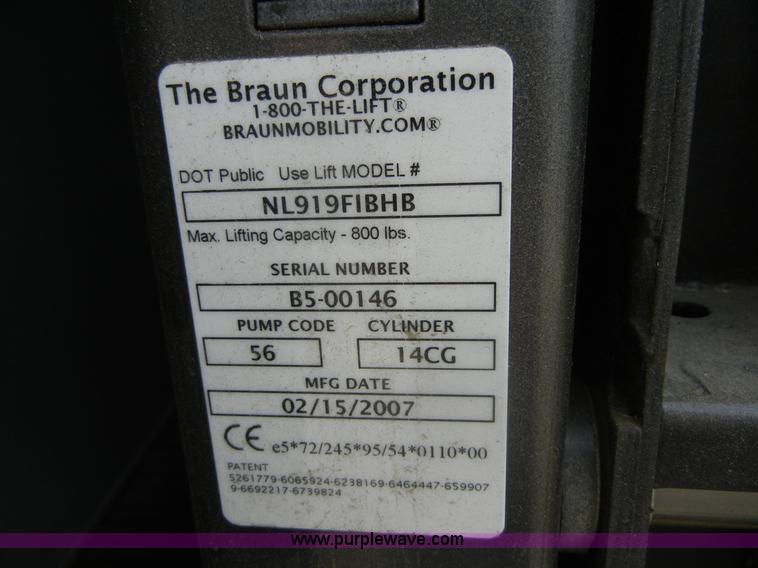 The Braun Corporation
1-800-THE-LIFT®
BRAUNMOBILITY.COM®
DOT Public Use Lift MODEL #
NL919FIBHB
Max. Lifting Capacity - 800 lbs.
SERIAL NUMBER
B5-00146
PUMP CODE CYLINDER
56 14CG
MFG DATE
02/15/2007
CE e5*72/245*95/54*0110*00
PATENT
5261779-6065924-6238169-6464447-659907
9-6692217-6739824
www.purplewave.com